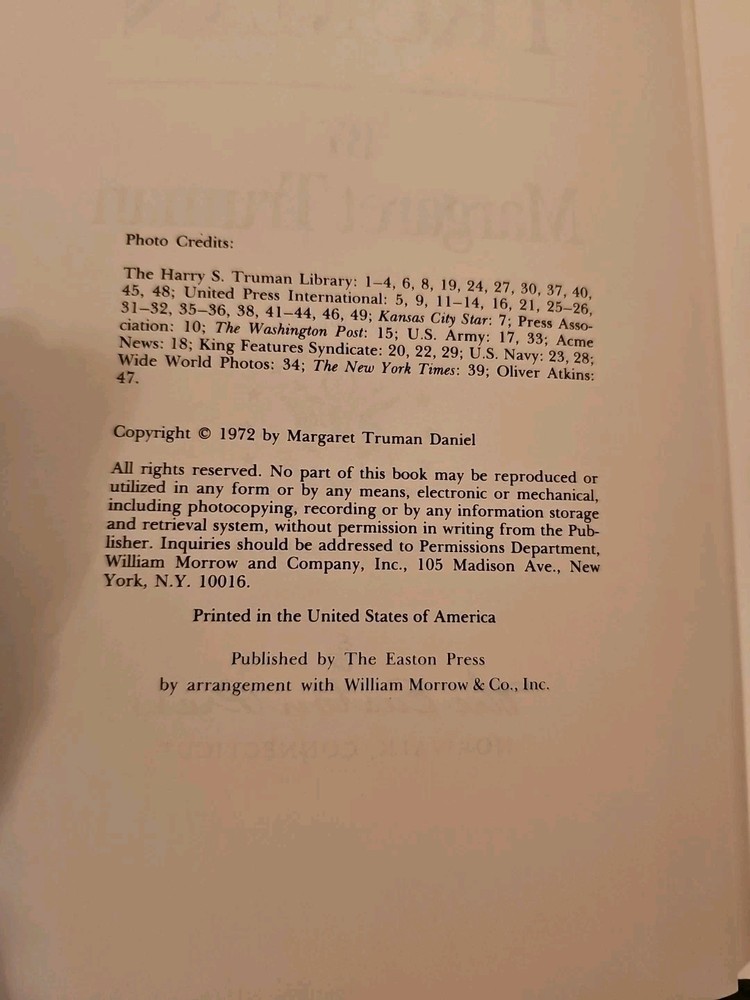 Photo Credits:
The Harry S. Truman Library: 1–4, 6, 8, 19, 24, 27, 30, 37, 40,
45, 48; United Press International: 5, 9, 11–14, 16, 21, 25–26,
31–32, 35–36, 38, 41–44, 46, 49; Kansas City Star: 7; Press Asso-
ciation: 10; The Washington Post: 15; U.S. Army: 17, 33; Acme
News: 18; King Features Syndicate: 20, 22, 29; U.S. Navy: 23, 28;
Wide World Photos: 34; The New York Times: 39; Oliver Atkins:
47.
Copyright © 1972 by Margaret Truman Daniel
All rights reserved. No part of this book may be reproduced or
utilized in any form or by any means, electronic or mechanical,
including photocopying, recording or by any information storage
and retrieval system, without permission in writing from the Pub-
lisher. Inquiries should be addressed to Permissions Department,
William Morrow and Company, Inc., 105 Madison Ave., New
York, N.Y. 10016.
Printed in the United States of America
Published by The Easton Press
by arrangement with William Morrow & Co., Inc.